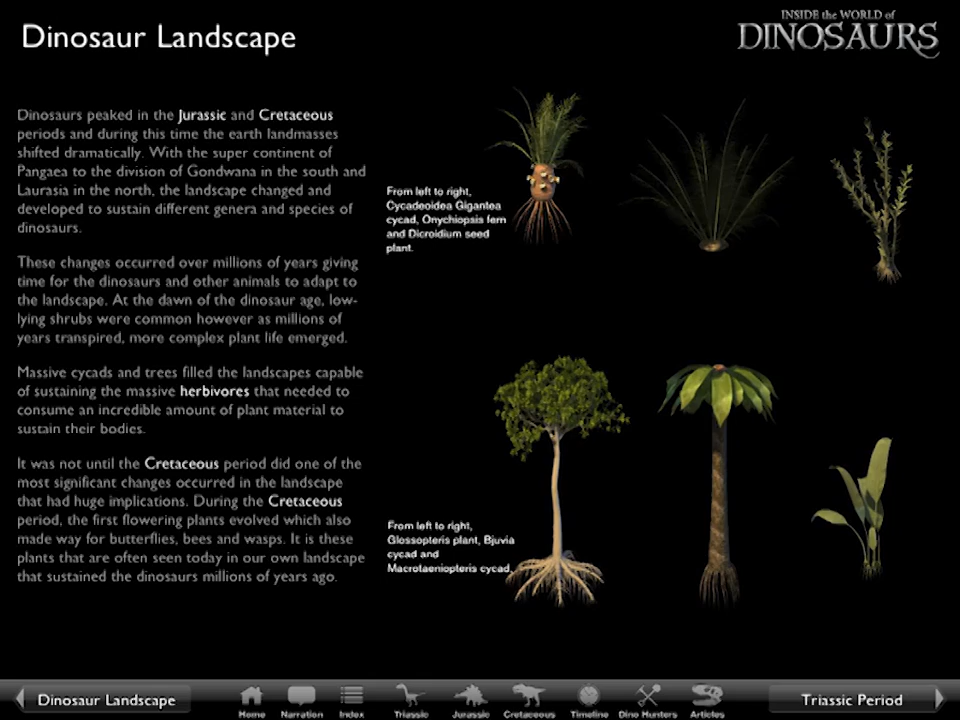 Dinosaur Landscape
INSIDE the WORLD of
DINOSAURS
Dinosaurs peaked in the Jurassic and Cretaceous
periods and during this time the earth landmasses
shifted dramatically. With the super continent of
Pangaea to the division of Gondwana in the south and
Laurasia in the north, the landscape changed and
developed to sustain different genera and species of
dinosaurs.
These changes occurred over millions of years giving
time for the dinosaurs and other animals to adapt to
the landscape. At the dawn of the dinosaur age, low-
lying shrubs were common however as millions of
years transpired, more complex plant life emerged.
Massive cycads and trees filled the landscapes capable
of sustaining the massive herbivores that needed to
consume an incredible amount of plant material to
sustain their bodies.
It was not until the Cretaceous period did one of the
most significant changes occurred in the landscape
that had huge implications. During the Cretaceous
period, the first flowering plants evolved which also
made way for butterflies, bees and wasps. It is these
plants that are often seen today in our own landscape
that sustained the dinosaurs millions of years ago.
From left to right,
Cycadeoidea Gigantea
cycad, Onychiopsis fern
and Dicroidium seed
plant.
From left to right,
Glossopteris plant, Bjuvia
cycad and
Macrotaeniopteris cycad.
Dinosaur Landscape
Home
Narration
Index
Triassic
Jurassic
Cretaceous
Timeline
Dino Hunters
Articles
Triassic Period